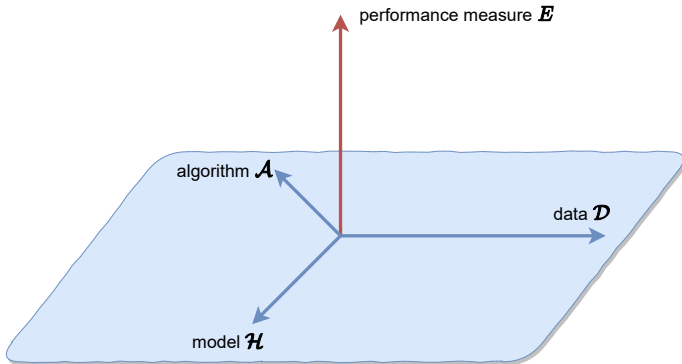 performance measure E
algorithm 𝓐
data 𝓓
model 𝓗